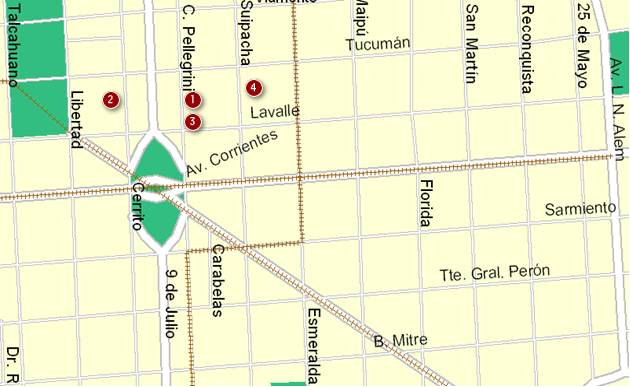 Viamonte
Talcahuano
C. Pellegrini
Suipacha
Maipú
San Martín
Reconquista
25 de Mayo
Tucumán
Av. L. N. Alem
Libertad
2
1
4
3
Lavalle
Av. Corrientes
Cerrito
Florida
Sarmiento
9 de Julio
Carabelas
Tte. Gral. Perón
Esmeralda
B. Mitre
Dr. R